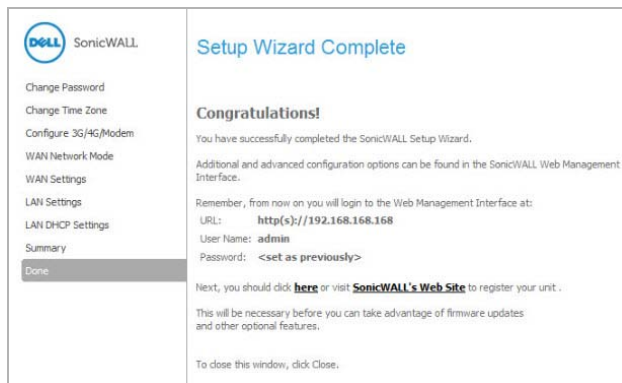 DELL SonicWALL
Change Password
Change Time Zone
Configure 3G/4G/Modem
WAN Network Mode
WAN Settings
LAN Settings
LAN DHCP Settings
Summary
Done
Setup Wizard Complete
Congratulations!
You have successfully completed the SonicWALL Setup Wizard.
Additional and advanced configuration options can be found in the SonicWALL Web Management
Interface.
Remember, from now on you will login to the Web Management Interface at:
URL: http(s)://192.168.168.168
User Name: admin
Password: <set as previously>
Next, you should click here or visit SonicWALL's Web Site to register your unit .
This will be necessary before you can take advantage of firmware updates
and other optional features.
To close this window, click Close.